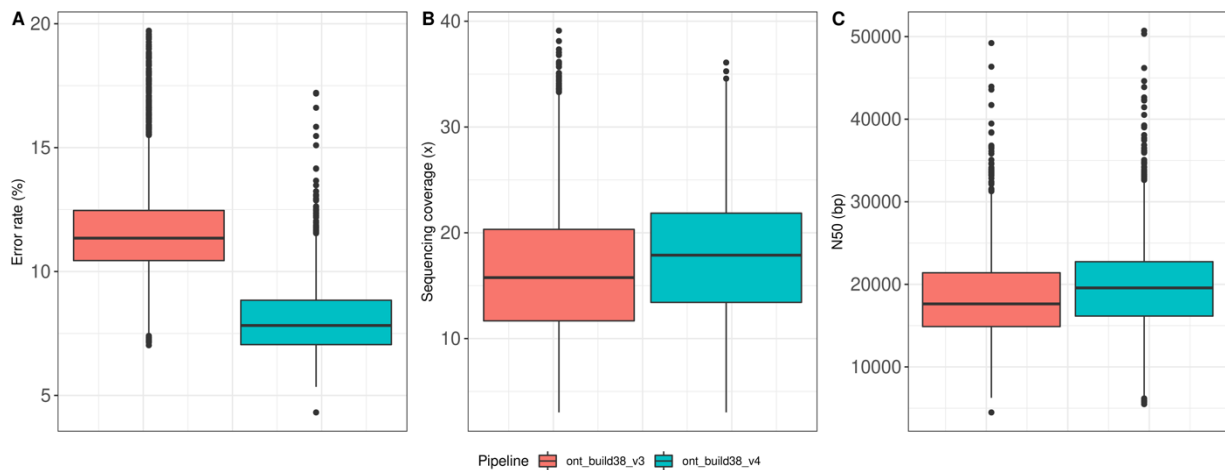 A
Error rate (%)
20
15
10
5
B
Sequencing coverage (x)
40
30
20
10
C
N50 (bp)
50000
40000
30000
20000
10000
Pipeline ont_build38_v3 ont_build38_v4